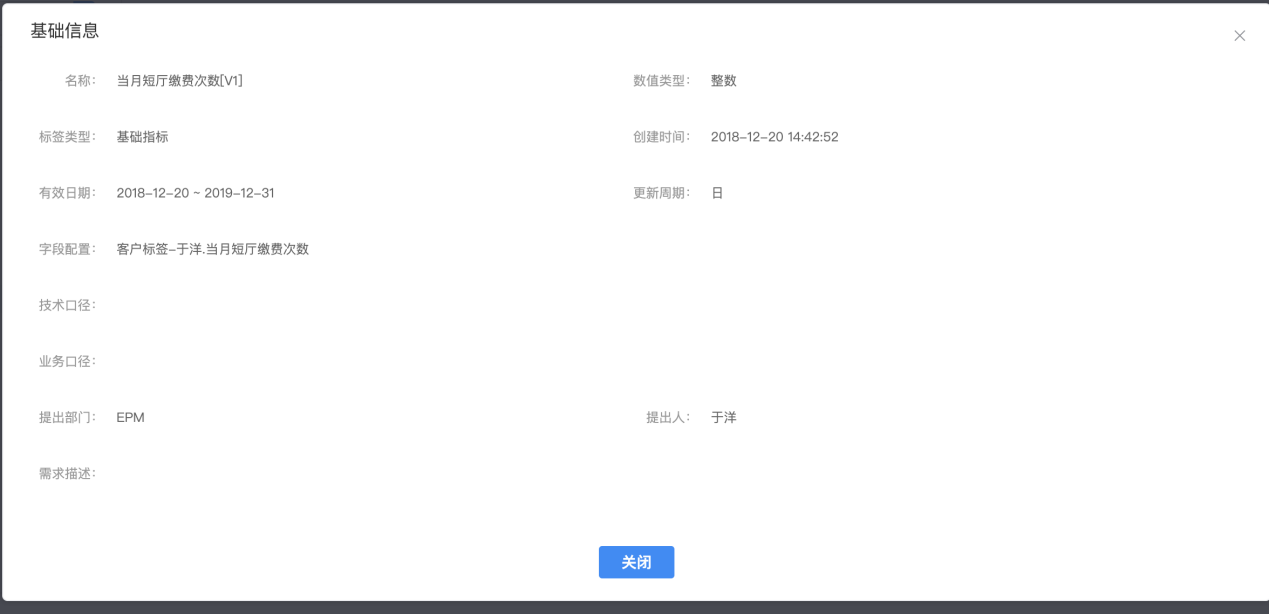 基础信息
名称： 当月短厅缴费次数[V1] 数值类型： 整数
标签类型： 基础指标 创建时间： 2018-12-20 14:42:52
有效日期： 2018-12-20 ~ 2019-12-31 更新周期： 日
字段配置： 客户标签-于洋.当月短厅缴费次数
技术口径：
业务口径：
提出部门： EPM 提出人： 于洋
需求描述：
关闭